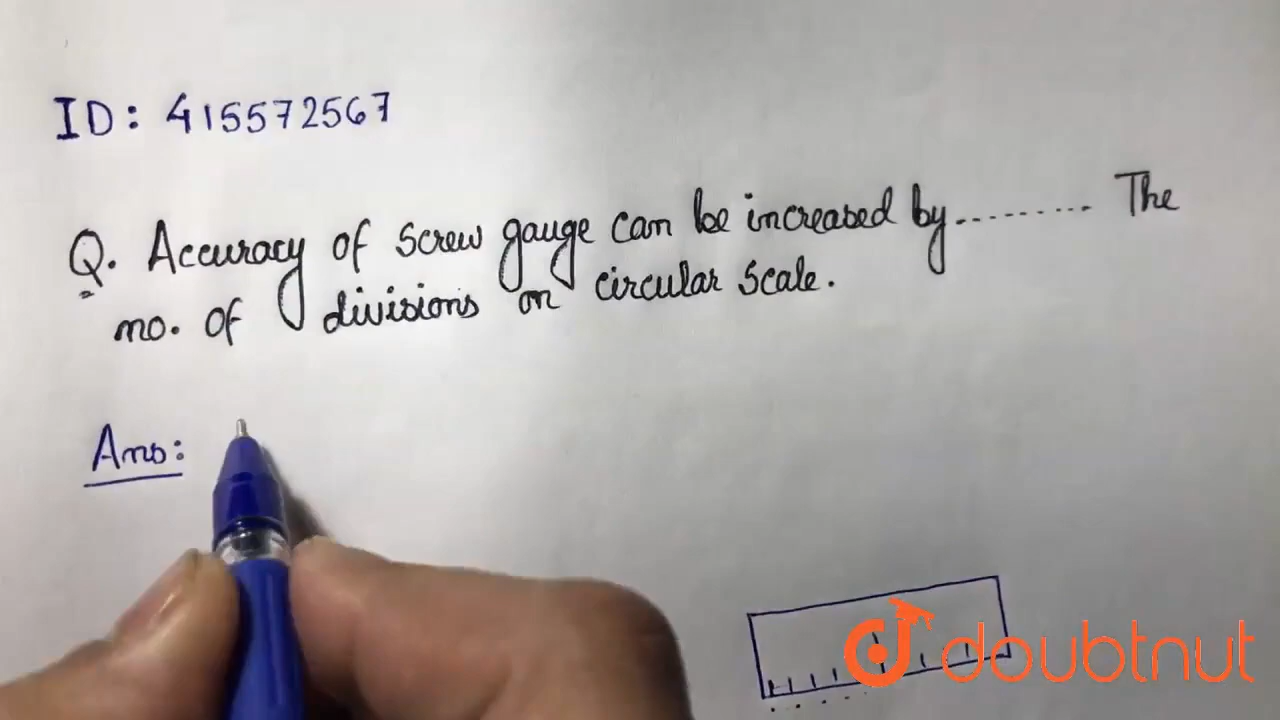 ID: 415572567
Q. Accuracy of screw gauge can be increased by.......... The
no. of divisions on circular scale.
Ans:
doubtnut